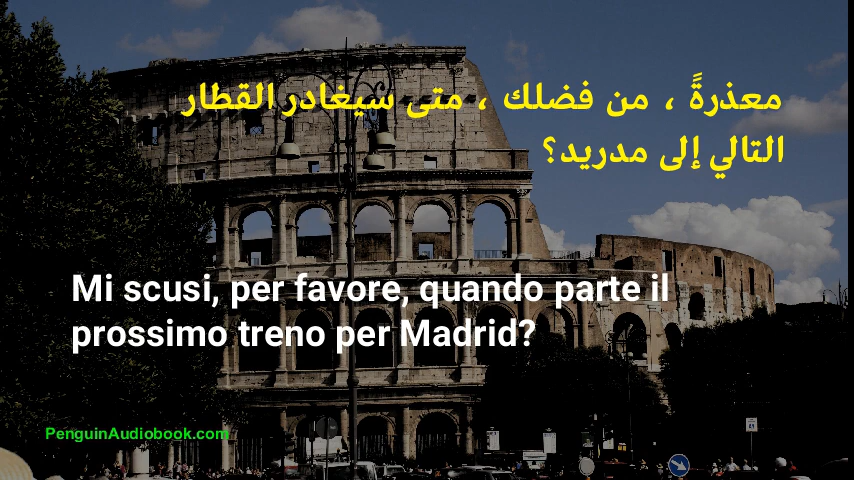 معذرةً ، من فضلك ، متى سيغادر القطار
التالي إلى مدريد؟
Mi scusi, per favore, quando parte il
prossimo treno per Madrid?
PenguinAudiobook.com